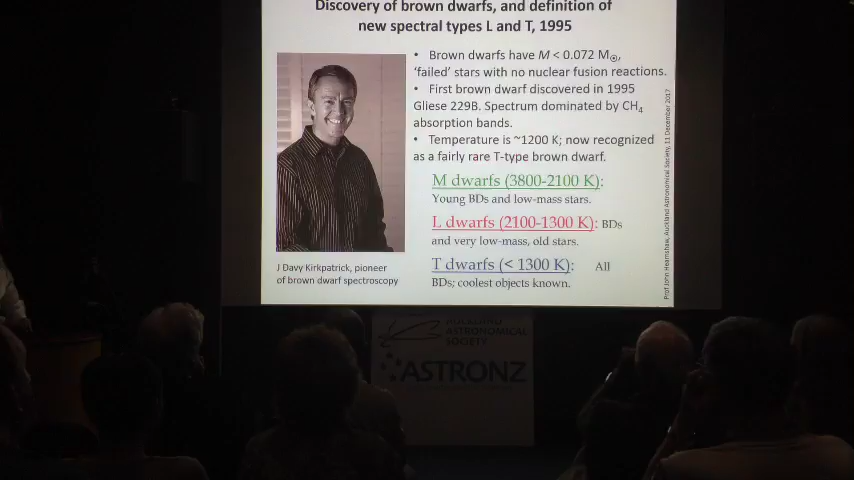 Discovery of brown dwarfs, and definition of
new spectral types L and T, 1995
• Brown dwarfs have M < 0.072 M☉,
'failed' stars with no nuclear fusion reactions.
• First brown dwarf discovered in 1995
Gliese 229B. Spectrum dominated by CH₄
absorption bands.
• Temperature is ~1200 K; now recognized
as a fairly rare T-type brown dwarf.
M dwarfs (3800-2100 K):
Young BDs and low-mass stars.
L dwarfs (2100-1300 K): BDs
and very low-mass, old stars.
T dwarfs (< 1300 K): All
BDs; coolest objects known.
J Davy Kirkpatrick, pioneer
of brown dwarf spectroscopy
Prof John Hearnshaw, Auckland Astronomical Society, 11 December 2017
AUCKLAND
ASTRONOMICAL
SOCIETY
ASTRONZ